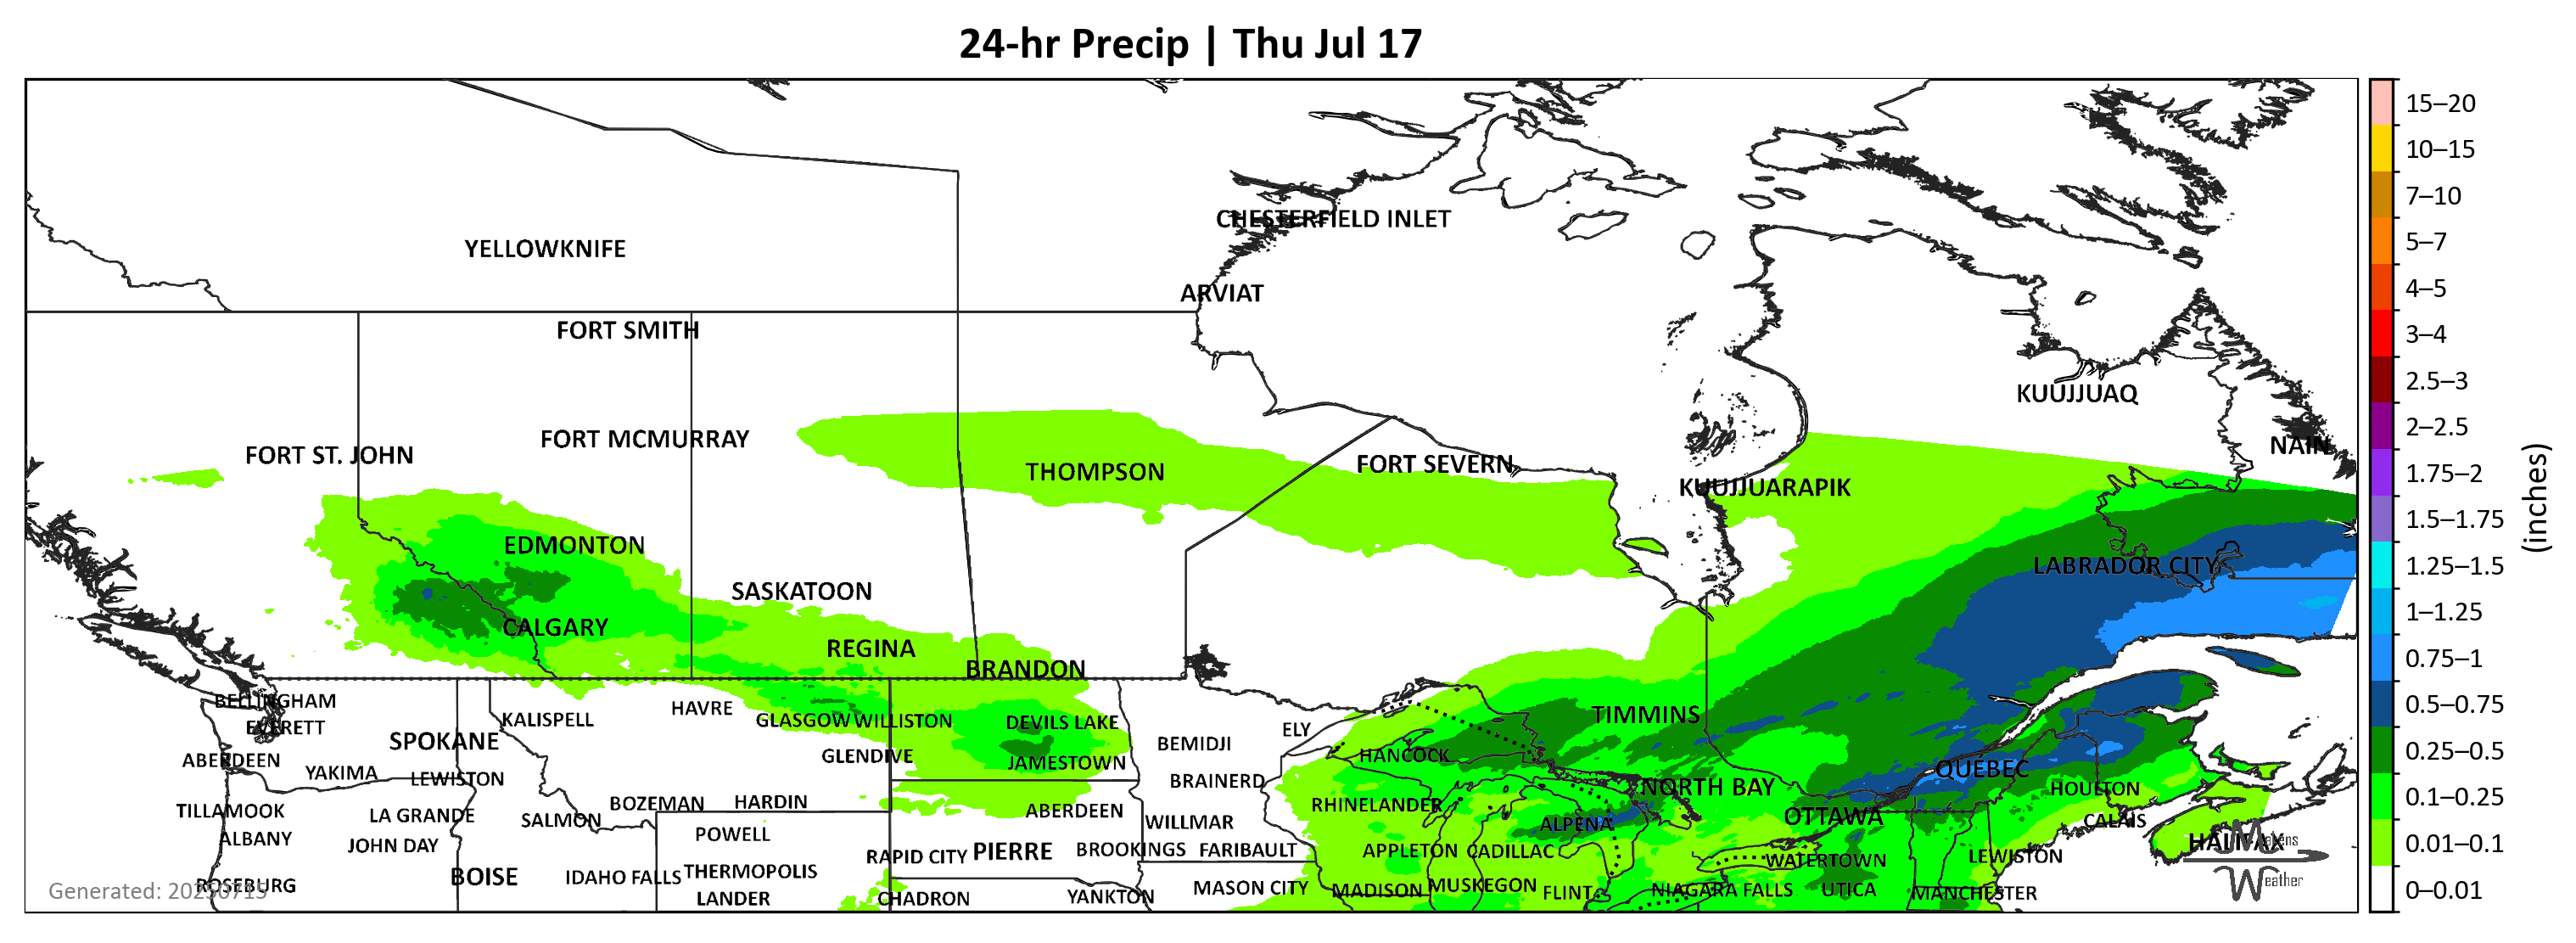 24-hr Precip | Thu Jul 17
15–20
10–15
7–10
5–7
4–5
3–4
2.5–3
2–2.5
1.75–2
1.5–1.75
1.25–1.5
1–1.25
0.75–1
0.5–0.75
0.25–0.5
0.1–0.25
0.01–0.1
0–0.01
(inches)
CHESTERFIELD INLET
YELLOWKNIFE
ARVIAT
FORT SMITH
KUUJJUAQ
FORT MCMURRAY
NAIN
FORT ST. JOHN
FORT SEVERN
THOMPSON
KUUJJUARAPIK
EDMONTON
LABRADOR CITY
SASKATOON
CALGARY
REGINA
BRANDON
BELLINGHAM
HAVRE
TIMMINS
KALISPELL
GLASGOW
WILLISTON
DEVILS LAKE
EVERETT
ELY
SPOKANE
BEMIDJI
GLENDIVE
HANCOCK
ABERDEEN
JAMESTOWN
QUÉBEC
YAKIMA
LEWISTON
BRAINERD
NORTH BAY
HOULTON
BOZEMAN
HARDIN
RHINELANDER
TILLAMOOK
LA GRANDE
SALMON
ABERDEEN
WILLMAR
ALPENA
OTTAWA
CALAIS
ALBANY
JOHN DAY
POWELL
HALIFAX
RAPID CITY
PIERRE
BROOKINGS
FARIBAULT
APPLETON
CADILLAC
WATERTOWN
LEWISTON
BOISE
IDAHO FALLS
THERMOPOLIS
ROSEBURG
MASON CITY
MADISON
MUSKEGON
FLINT
NIAGARA FALLS
UTICA
MANCHESTER
LANDER
CHADRON
YANKTON
Generated: 20250715
Weather